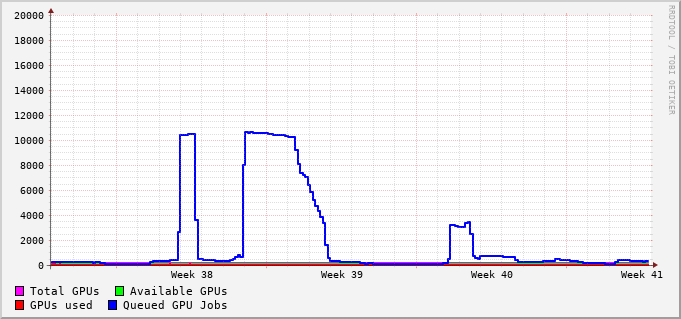 20000
18000
16000
14000
12000
10000
8000
6000
4000
2000
0
Week 38 Week 39 Week 40 Week 41
Total GPUs Available GPUs
GPUs used Queued GPU Jobs
RRDTOOL / TOBI OETIKER